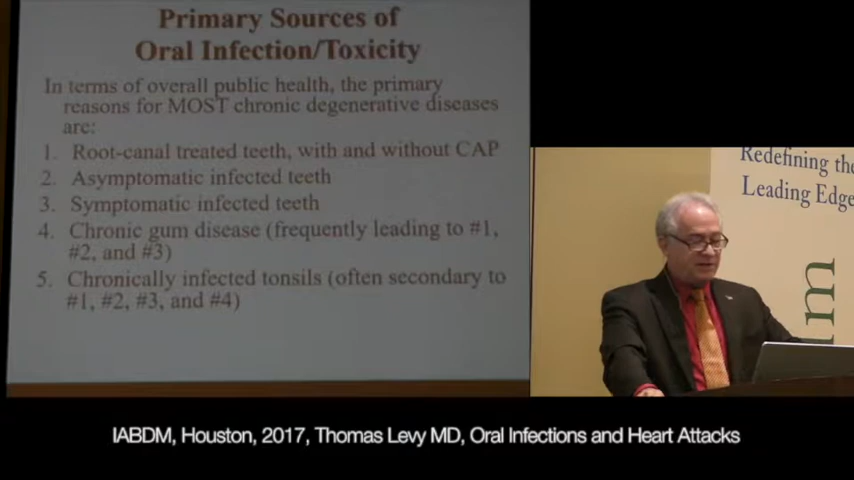 Primary Sources of
Oral Infection/Toxicity
In terms of overall public health, the primary
reasons for MOST chronic degenerative diseases
are:
1. Root-canal treated teeth, with and without CAP
2. Asymptomatic infected teeth
3. Symptomatic infected teeth
4. Chronic gum disease (frequently leading to #1,
#2, and #3)
5. Chronically infected tonsils (often secondary to
#1, #2, #3, and #4)
Redefining the
Leading Edge
m
IABDM, Houston, 2017, Thomas Levy MD, Oral Infections and Heart Attacks